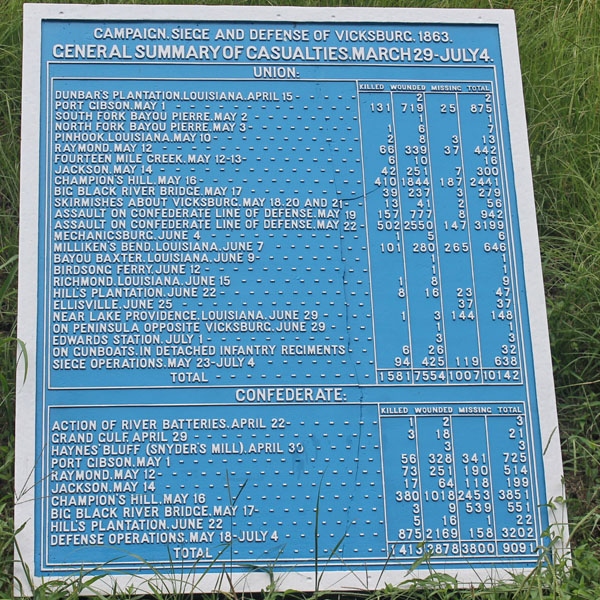 CAMPAIGN.SIEGE AND DEFENSE OF VICKSBURG.1863.
GENERAL SUMMARY OF CASUALTIES.MARCH 29-JULY 4.
UNION:
KILLED WOUNDED MISSING TOTAL
DUNBARS PLANTATION.LOUISIANA.APRIL 15 2 2
PORT GIBSON.MAY 1 131 719 25 875
SOUTH FORK BAYOU PIERRE.MAY 2 1 1
NORTH FORK BAYOU PIERRE.MAY 3 1 6 7
PINHOOK.LOUISIANA.MAY 10 2 8 3 13
RAYMOND.MAY 12 66 339 37 442
FOURTEEN MILE CREEK.MAY 12-13 6 10 16
JACKSON.MAY 14 42 251 7 300
CHAMPION'S HILL.MAY 16 410 1844 187 2441
BIG BLACK RIVER BRIDGE.MAY 17 39 237 3 279
SKIRMISHES ABOUT VICKSBURG.MAY 18.20 AND 21 13 41 2 56
ASSAULT ON CONFEDERATE LINE OF DEFENSE.MAY 19 157 777 8 942
ASSAULT ON CONFEDERATE LINE OF DEFENSE.MAY 22 502 2550 147 3199
MECHANICSBURG.JUNE 4 1 5 6
MILLIKEN'S BEND.LOUISIANA.JUNE 7 101 280 265 646
BAYOU BAXTER.LOUISIANA.JUNE 9 1 1
BIRDSONG FERRY.JUNE 12 1 1
RICHMOND.LOUISIANA.JUNE 15 1 8 9
HILL'S PLANTATION.JUNE 22 8 16 23 47
ELLISVILLE.JUNE 25 37 37
NEAR LAKE PROVIDENCE.LOUISIANA.JUNE 29 1 3 144 148
ON PENINSULA OPPOSITE VICKSBURG.JUNE 29 1 1
EDWARDS STATION.JULY 1 3 3
ON GUNBOATS.IN DETACHED INFANTRY REGIMENTS 6 26 32
SIEGE OPERATIONS.MAY 23-JULY 4 94 425 119 638
TOTAL 1581 7554 1007 10142
CONFEDERATE:
KILLED WOUNDED MISSING TOTAL
ACTION OF RIVER BATTERIES.APRIL 22 1 2 3
GRAND GULF.APRIL 29 3 18 21
HAYNES' BLUFF (SNYDER'S MILL).APRIL 30 3 3
PORT GIBSON.MAY 1 56 328 341 725
RAYMOND.MAY 12 73 251 190 514
JACKSON.MAY 14 17 64 118 199
CHAMPION'S HILL.MAY 16 380 1018 2453 3851
BIG BLACK RIVER BRIDGE.MAY 17 3 9 539 551
HILL'S PLANTATION.JUNE 22 5 16 22
DEFENSE OPERATIONS.MAY 18-JULY 4 875 2169 158 3202
TOTAL 1413 3878 3800 9091